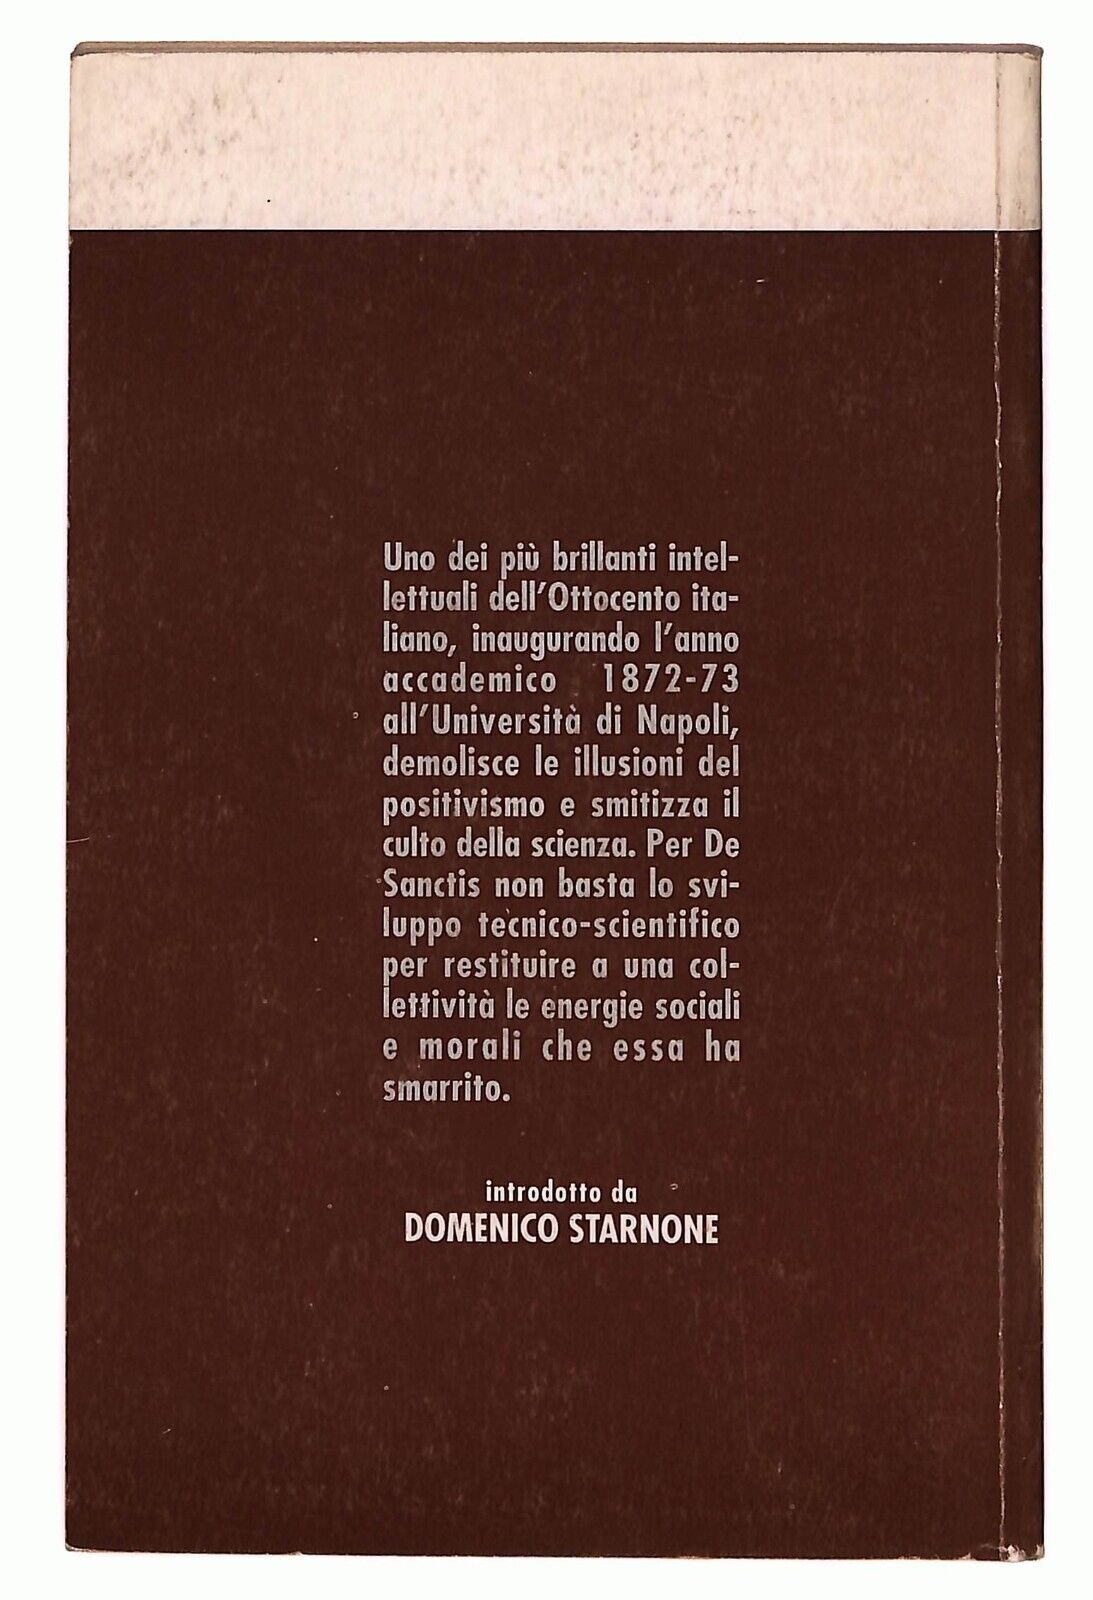 Uno dei più brillanti intel-
lettuali dell'Ottocento ita-
liano, inaugurando l'anno
accademico 1872-73
all'Università di Napoli,
demolisce le illusioni del
positivismo e smitizza il
culto della scienza. Per De
Sanctis non basta lo svi-
luppo tecnico-scientifico
per restituire a una col-
lettività le energie sociali
e morali che essa ha
smarrito.
introdotto da
DOMENICO STARNONE